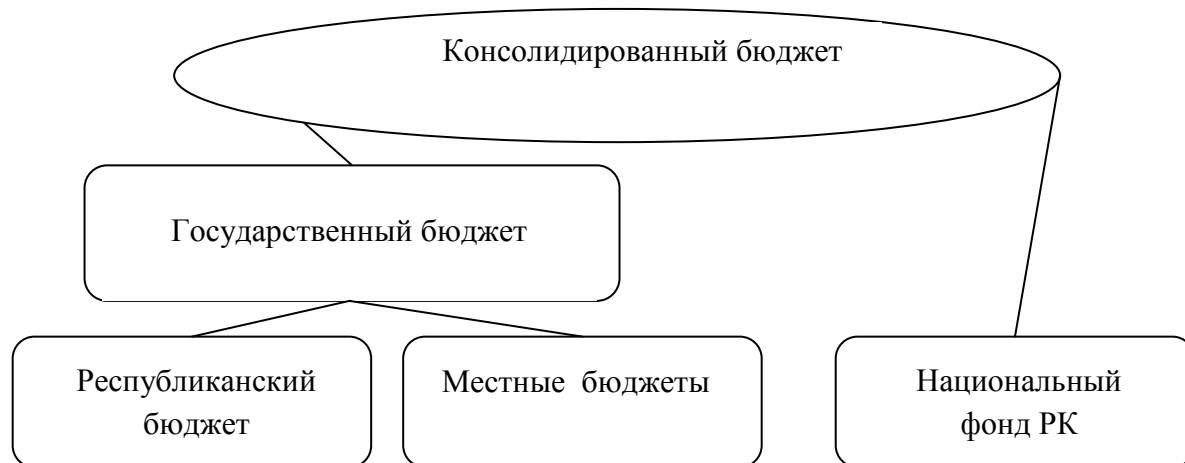 Консолидированный бюджет
Государственный бюджет
Республиканский
бюджет
Местные бюджеты
Национальный
фонд РК